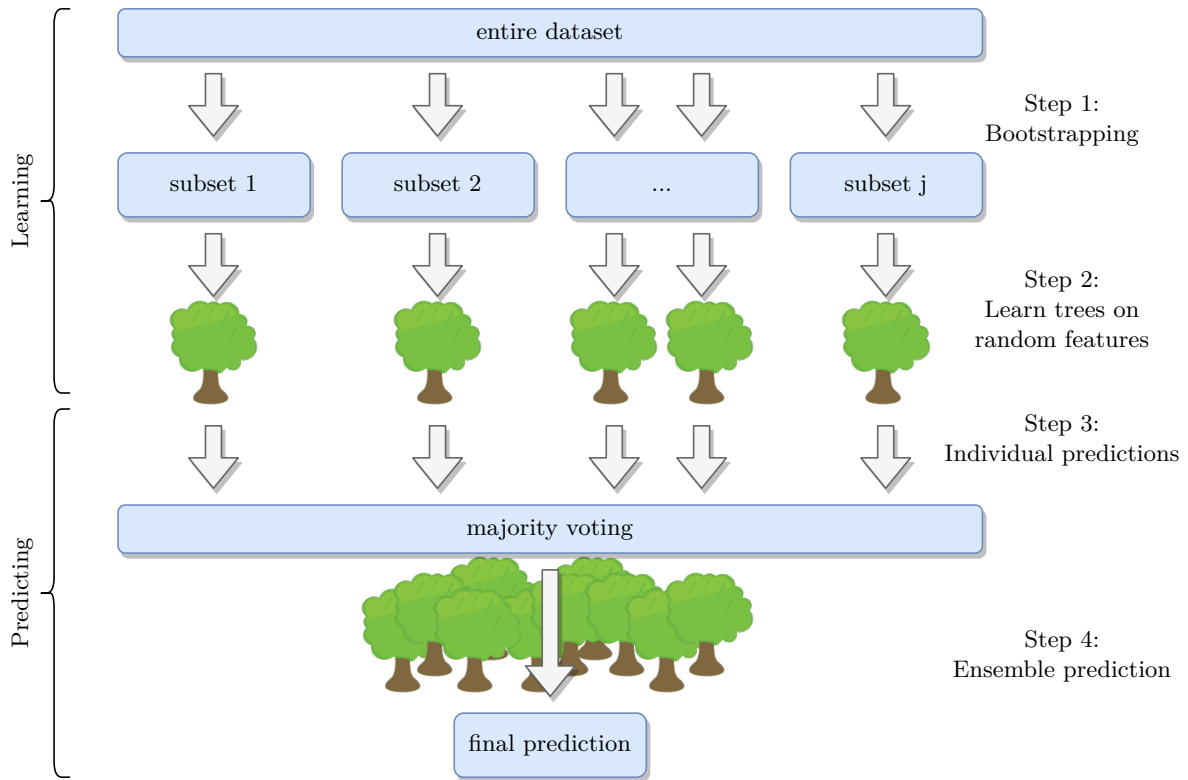 entire dataset
Step 1:
Bootstrapping
Learning
subset 1
subset 2
...
subset j
Step 2:
Learn trees on
random features
Step 3:
Individual predictions
majority voting
Predicting
Step 4:
Ensemble prediction
final prediction